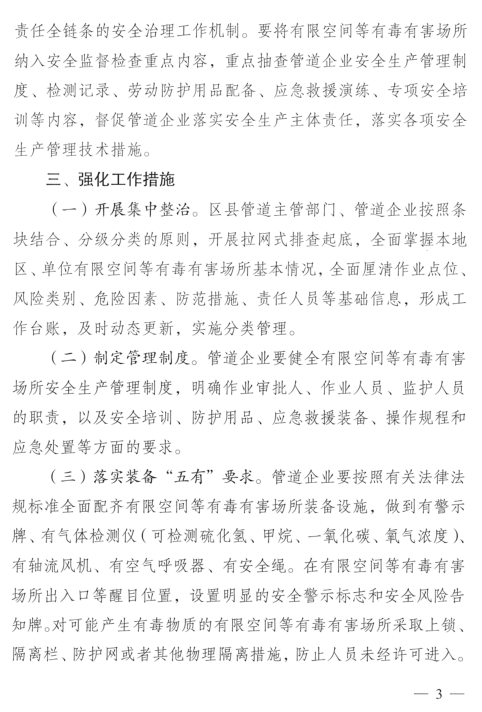 责任全链条的安全治理工作机制。要将有限空间等有毒有害场所
纳入安全监督检查重点内容，重点抽查管道企业安全生产管理制
度、检测记录、劳动防护用品配备、应急救援演练、专项安全培
训等内容，督促管道企业落实安全生产主体责任，落实各项安全
生产管理技术措施。
三、强化工作措施
（一）开展集中整治。区县管道主管部门、管道企业按照条
块结合、分级分类的原则，开展拉网式排查起底，全面掌握本地
区、单位有限空间等有毒有害场所基本情况，全面厘清作业点位、
风险类别、危险因素、防范措施、责任人员等基础信息，形成工
作台账，及时动态更新，实施分类管理。
（二）制定管理制度。管道企业要健全有限空间等有毒有害
场所安全生产管理制度，明确作业审批人、作业人员、监护人员
的职责，以及安全培训、防护用品、应急救援装备、操作规程和
应急处置等方面的要求。
（三）落实装备“五有”要求。管道企业要按照有关法律法
规标准全面配齐有限空间等有毒有害场所装备设施，做到有警示
牌、有气体检测仪（可检测硫化氢、甲烷、一氧化碳、氧气浓度）、
有轴流风机、有空气呼吸器、有安全绳。在有限空间等有毒有害
场所出入口等醒目位置，设置明显的安全警示标志和安全风险告
知牌。对可能产生有毒物质的有限空间等有毒有害场所采取上锁、
隔离栏、防护网或者其他物理隔离措施，防止人员未经许可进入。
— 3 —